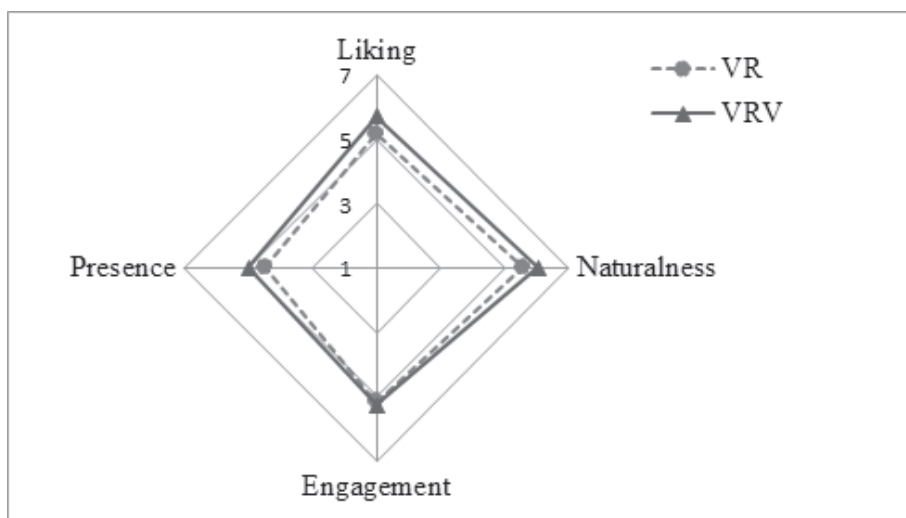 Liking
7
VR
VRV
5
3
Presence
1
Naturalness
Engagement